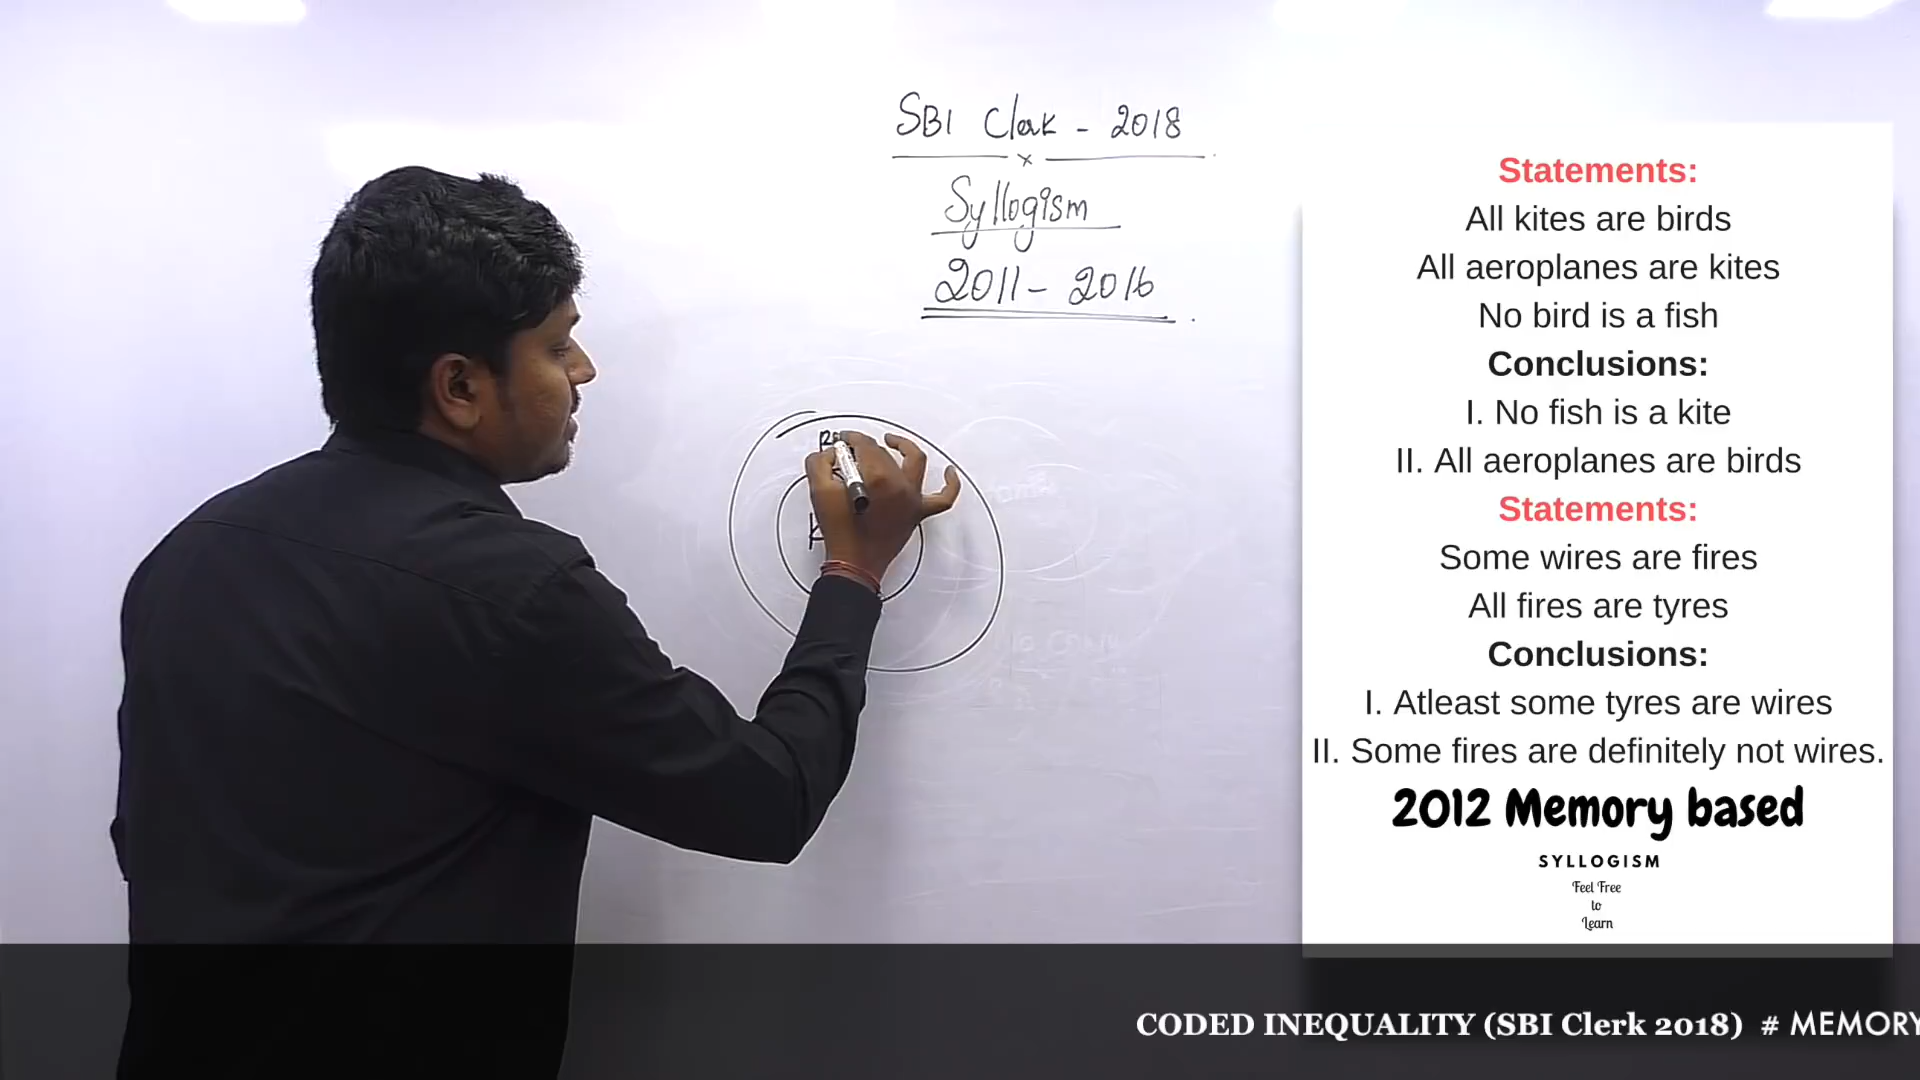 SBI Clerk - 2018
x
Syllogism
2011 - 2016
K
Statements:
All kites are birds
All aeroplanes are kites
No bird is a fish
Conclusions:
I. No fish is a kite
II. All aeroplanes are birds
Statements:
Some wires are fires
All fires are tyres
Conclusions:
I. Atleast some tyres are wires
II. Some fires are definitely not wires.
2012 Memory based
SYLLOGISM
Feel Free
to
Learn
CODED INEQUALITY (SBI Clerk 2018) # MEMORY